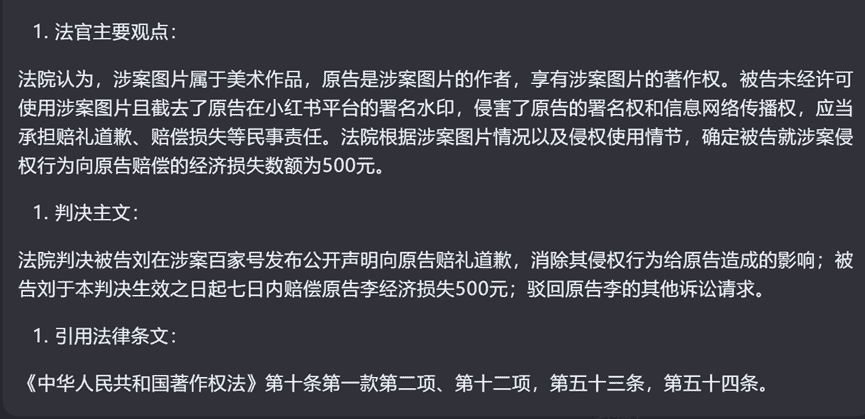 1. 法官主要观点：
法院认为，涉案图片属于美术作品，原告是涉案图片的作者，享有涉案图片的著作权。被告未经许可
使用涉案图片且截去了原告在小红书平台的署名水印，侵害了原告的署名权和信息网络传播权，应当
承担赔礼道歉、赔偿损失等民事责任。法院根据涉案图片情况以及侵权使用情节，确定被告就涉案侵
权行为向原告赔偿的经济损失数额为500元。
1. 判决主文：
法院判决被告刘在涉案百家号发布公开声明向原告赔礼道歉，消除其侵权行为给原告造成的影响；被
告刘于本判决生效之日起七日内赔偿原告李经济损失500元；驳回原告李的其他诉讼请求。
1. 引用法律条文：
《中华人民共和国著作权法》第十条第一款第二项、第十二项，第五十三条，第五十四条。